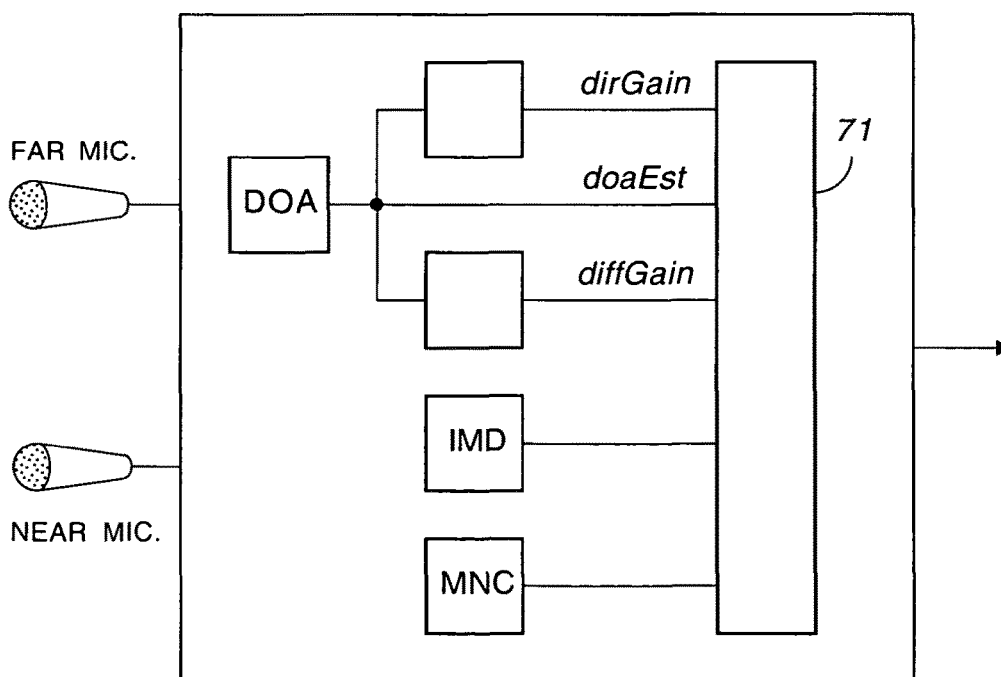 dirGain
71
FAR MIC.
DOA
doaEst
diffGain
IMD
NEAR MIC.
MNC